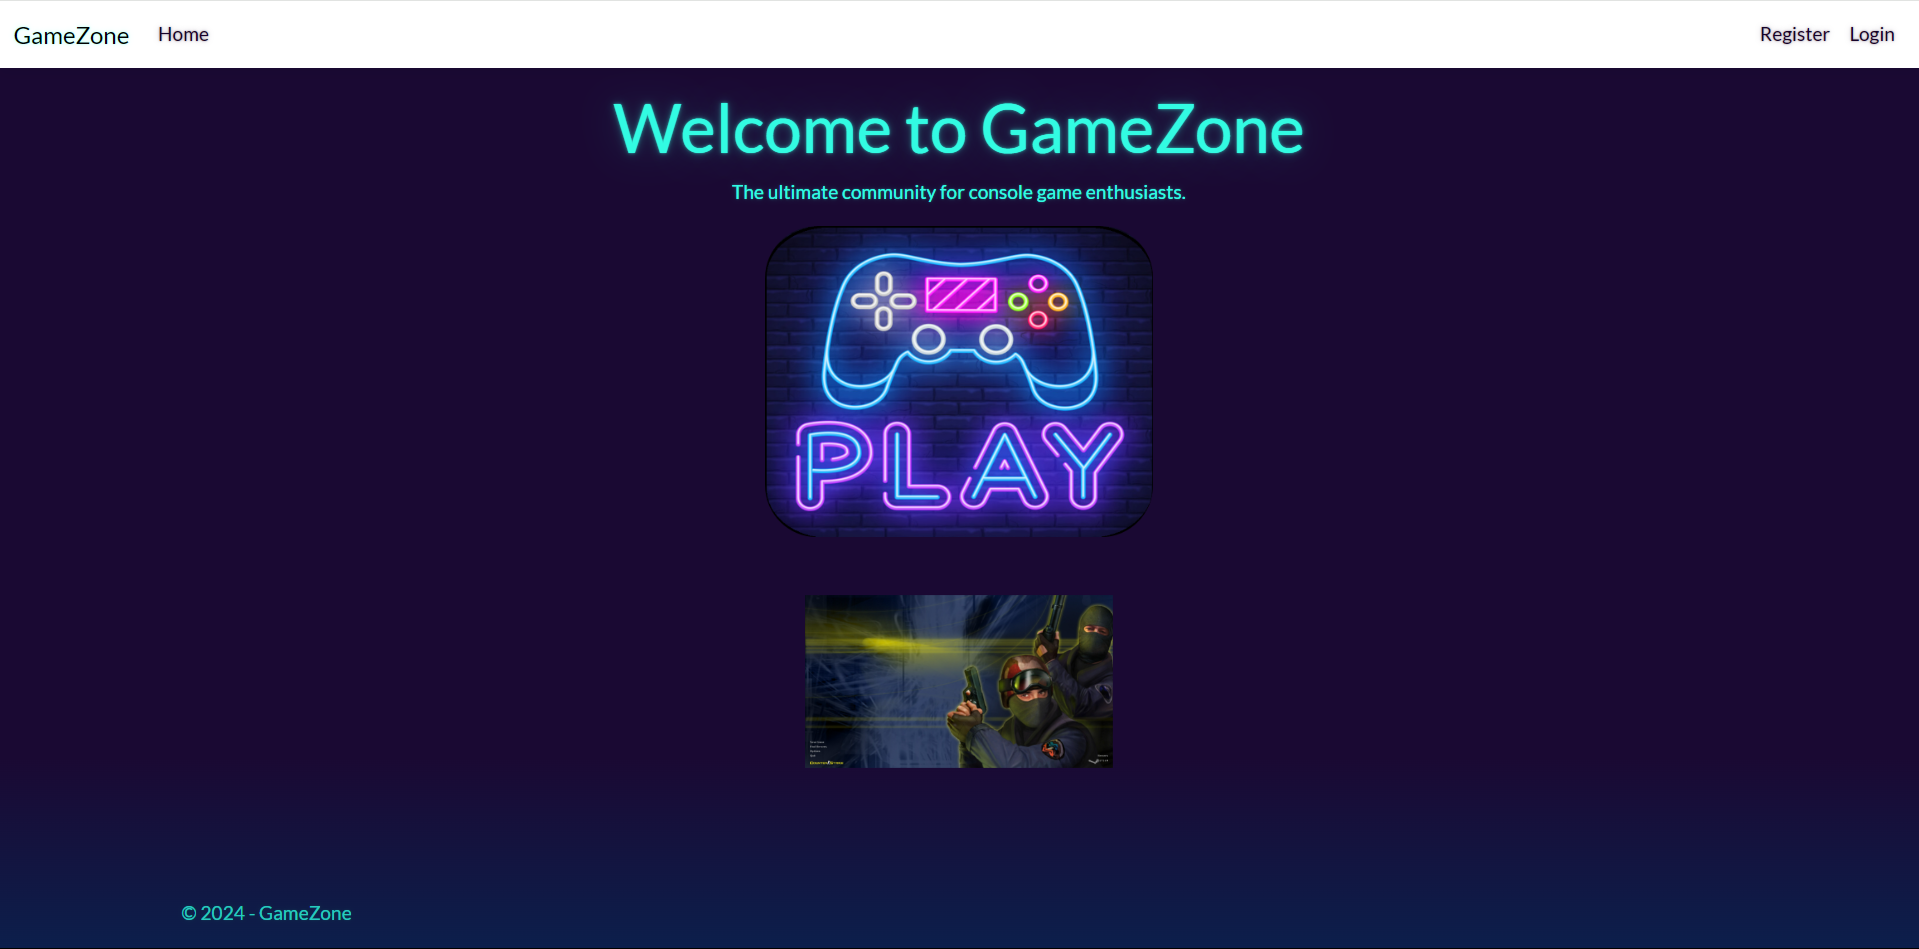 GameZone Home Register Login
Welcome to GameZone
The ultimate community for console game enthusiasts.
PLAY
© 2024 - GameZone